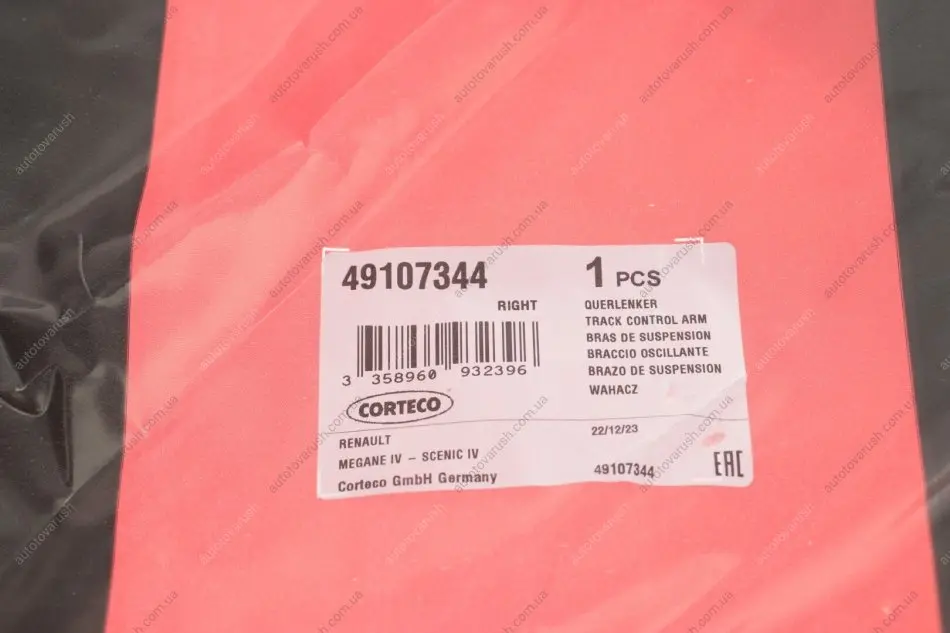 49107344
1 PCS
RIGHT
QUERLENKER
TRACK CONTROL ARM
BRAS DE SUSPENSION
BRACCIO OSCILLANTE
BRAZO DE SUSPENSION
WAHACZ
3 358960 932396
CORTECO
RENAULT
MEGANE IV – SCENIC IV
Corteco GmbH Germany
22/12/23
49107344
EAC
autotovarush.com.ua